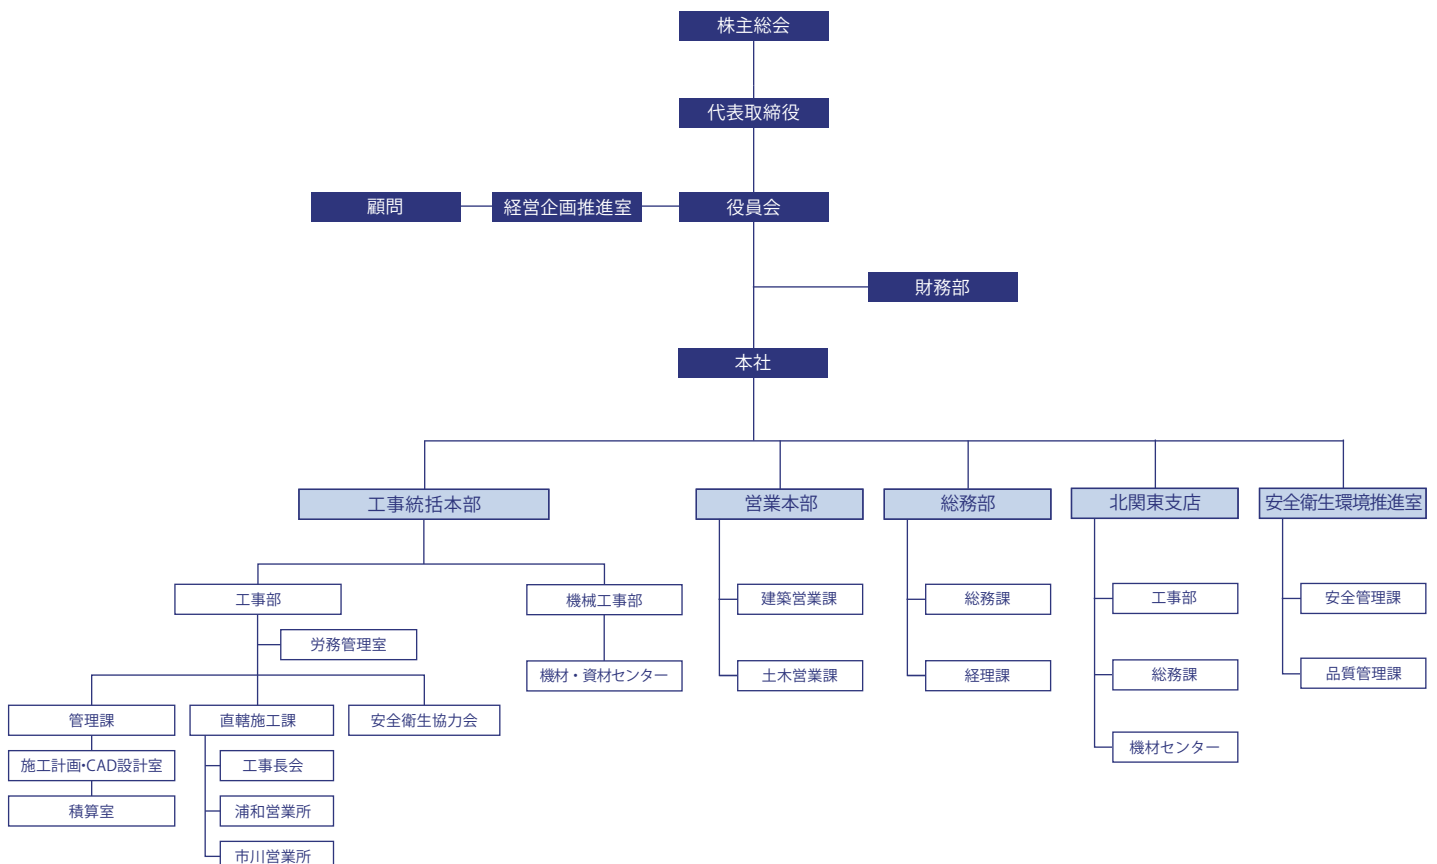 株主総会
代表取締役
顧問
経営企画推進室
役員会
財務部
本社
工事統括本部
営業本部
総務部
北関東支店
安全衛生環境推進室
工事部
機械工事部
建築営業課
総務課
工事部
安全管理課
労務管理室
機材・資材センター
土木営業課
経理課
総務課
品質管理課
管理課
直轄施工課
安全衛生協力会
機材センター
施工計画・CAD設計室
工事長会
積算室
浦和営業所
市川営業所